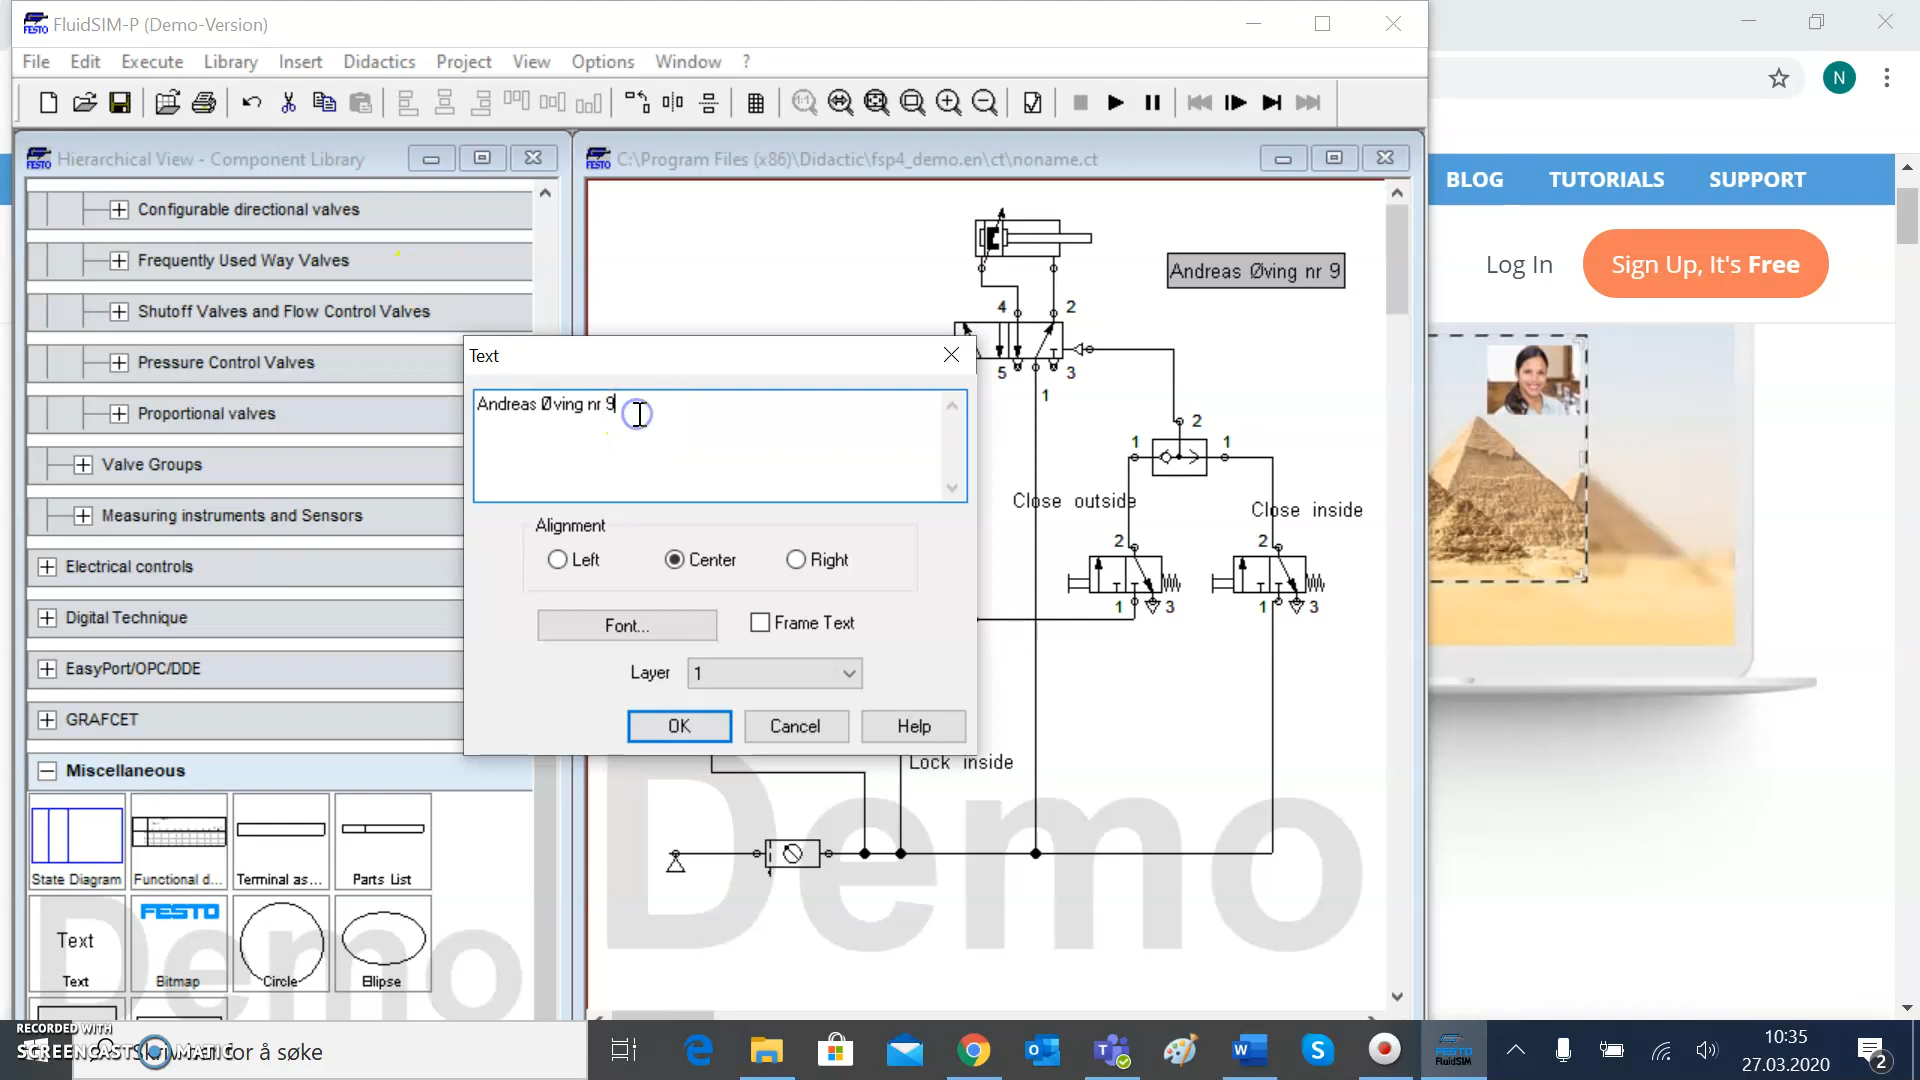 FluidSIM-P (Demo-Version)
File Edit Execute Library Insert Didactics Project View Options Window ?
Hierarchical View - Component Library
C:\Program Files (x86)\Didactic\fsp4_demo.en\ct\noname.ct
Configurable directional valves
Frequently Used Way Valves
Shutoff Valves and Flow Control Valves
Pressure Control Valves
Proportional valves
Valve Groups
Measuring instruments and Sensors
Electrical controls
Digital Technique
EasyPort/OPC/DDE
GRAFCET
Miscellaneous
State Diagram
Functional d...
Terminal as...
Parts List
Text
Text
FESTO
Bitmap
Circle
Ellipse
Demo
Text
Andreas Øving nr 9
Alignment
Left
Center
Right
Font...
Frame Text
Layer
1
OK
Cancel
Help
Andreas Øving nr 9
4
2
5
3
1
2
1
1
Close outside
Close inside
2
2
1
3
1
3
Lock inside
Demo
N
BLOG TUTORIALS SUPPORT
Log In
Sign Up, It's Free
RECORDED WITH
SCREENCAST MATIC
for å søke
FESTO
FluidSIM
10:35
27.03.2020
2